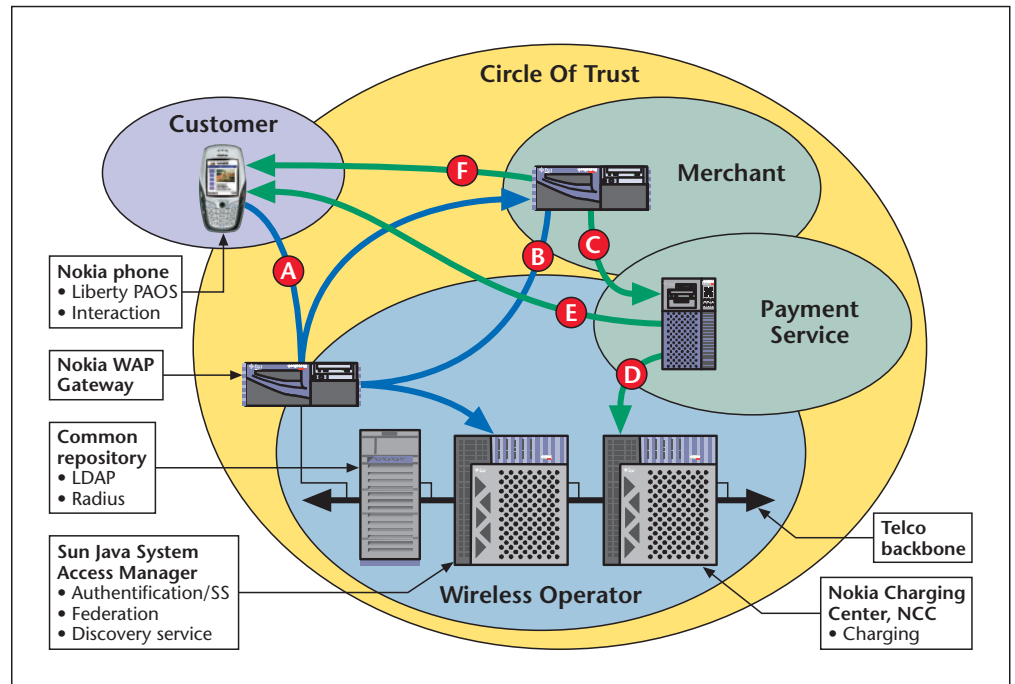 Circle Of Trust
Customer
Merchant
F
B
C
A
Nokia phone
• Liberty PAOS
• Interaction
E
Payment
Service
Nokia WAP
Gateway
D
Common
repository
• LDAP
• Radius
Telco
backbone
Sun Java System
Access Manager
• Authentification/SS
• Federation
• Discovery service
Wireless Operator
Nokia Charging
Center, NCC
• Charging